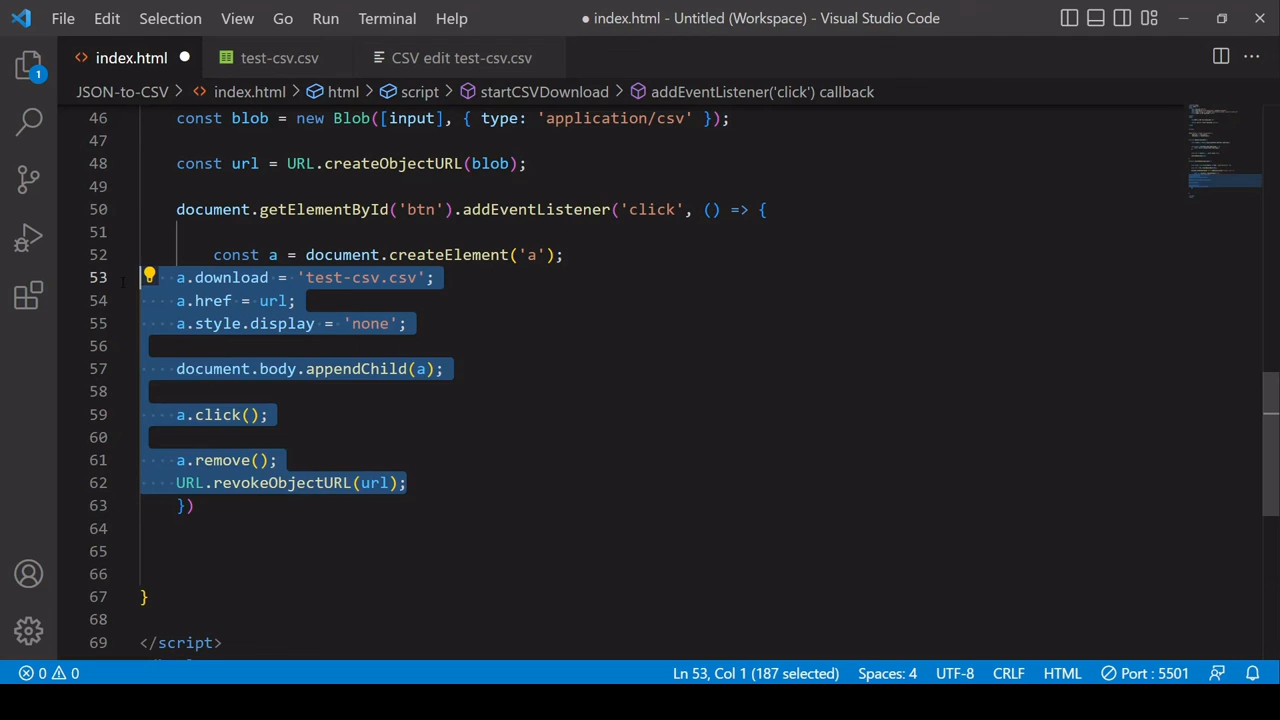 File Edit Selection View Go Run Terminal Help ● index.html - Untitled (Workspace) - Visual Studio Code
index.html test-csv.csv CSV edit test-csv.csv
1
JSON-to-CSV > index.html > html > script > startCSVDownload > addEventListener('click') callback
46 const blob = new Blob([input], { type: 'application/csv' });
47
48 const url = URL.createObjectURL(blob);
49
50 document.getElementById('btn').addEventListener('click', () => {
51
52 const a = document.createElement('a');
53 a.download = 'test-csv.csv';
54 a.href = url;
55 a.style.display = 'none';
56
57 document.body.appendChild(a);
58
59 a.click();
60
61 a.remove();
62 URL.revokeObjectURL(url);
63 })
64
65
66
67 }
68
69 </script>
0 0 Ln 53, Col 1 (187 selected) Spaces: 4 UTF-8 CRLF HTML Port : 5501